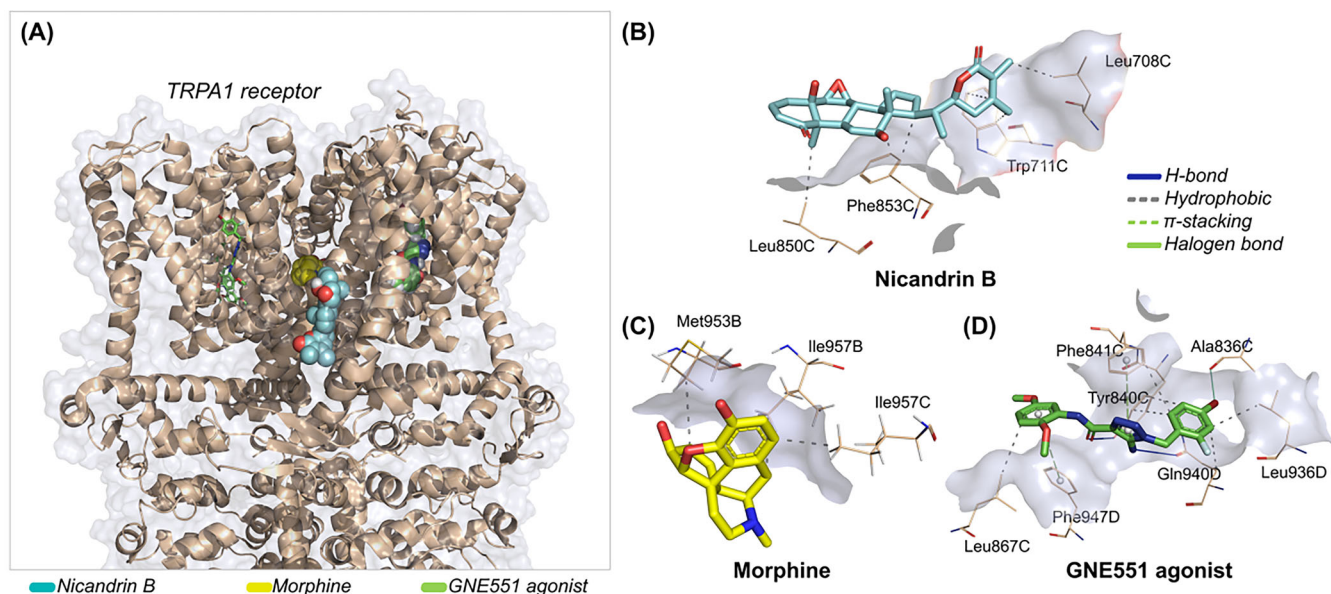 (A)
TRPA1 receptor
Nicandrin B
Morphine
GNE551 agonist
(B)
Leu708C
Trp711C
Phe853C
Leu850C
Nicandrin B
H-bond
Hydrophobic
π-stacking
Halogen bond
(C)
Met953B
Ile957B
Ile957C
Morphine
(D)
Phe841C
Ala836C
Tyr840C
Gln940D
Leu936D
Phe947D
Leu867C
GNE551 agonist